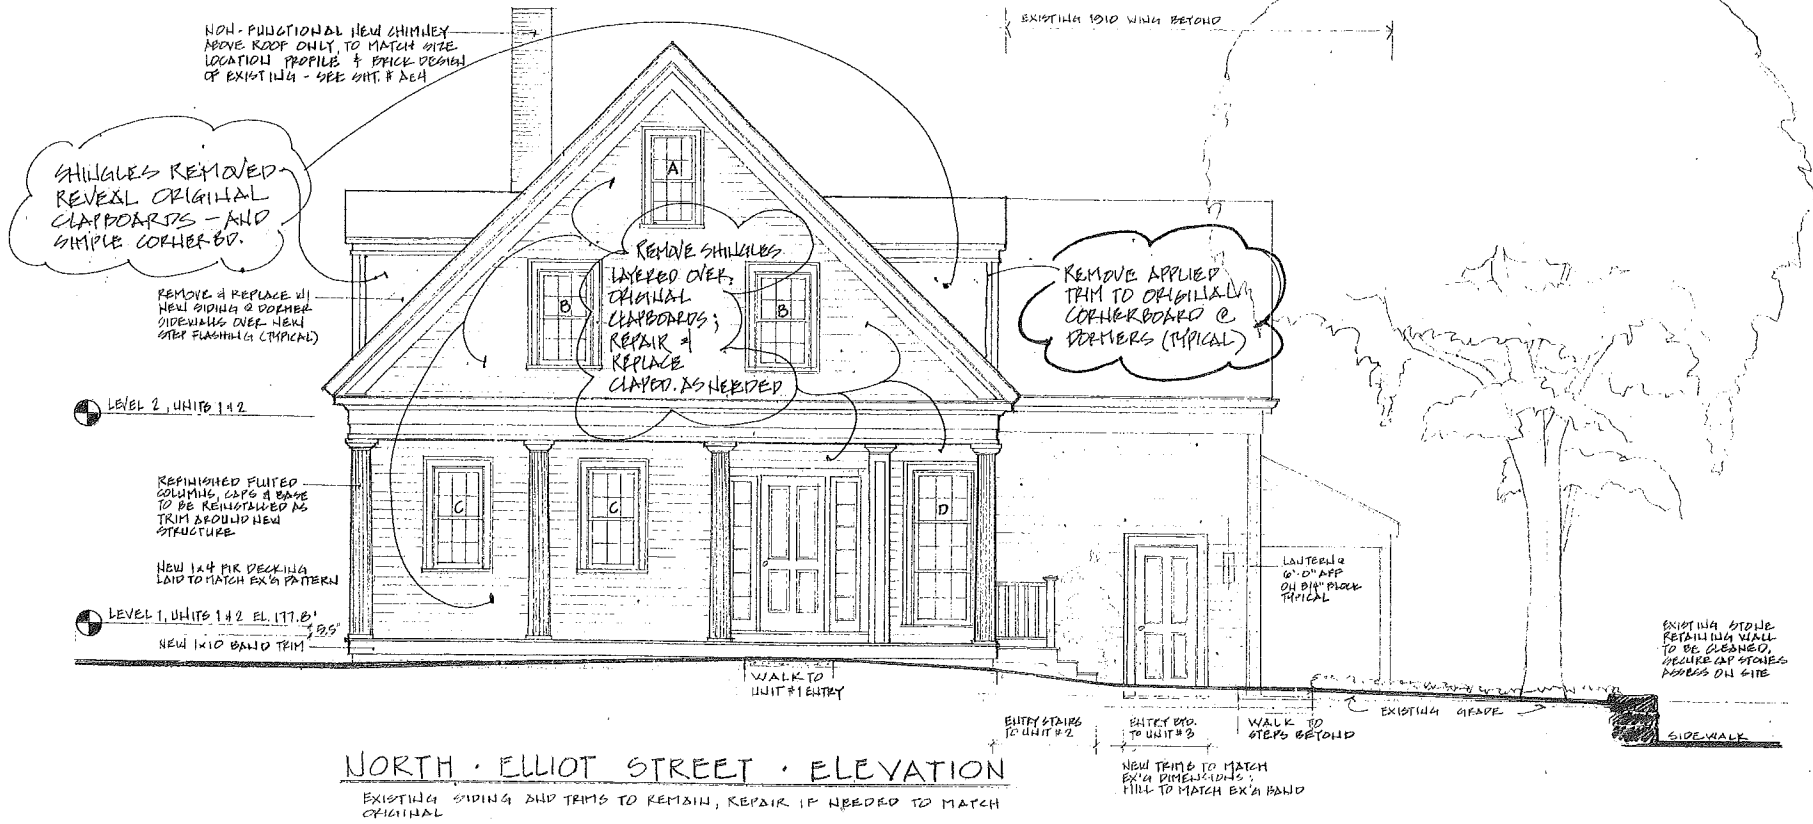 NON-FUNCTIONAL NEW CHIMNEY
ABOVE ROOF ONLY, TO MATCH SIZE
LOCATION PROFILE & BRICK DESIGN
OF EXISTING - SEE SHT. #
EXISTING 1910 WING BEYOND
SHINGLES REMOVED
REVEAL ORIGINAL
CLAPBOARDS - AND
SIMPLE CORNERBD.
REMOVE & REPLACE W/
NEW SIDING @ DORMER
SIDEWALLS OVER NEW
STEP FLASHING (TYPICAL)
A
B
B
REMOVE SHINGLES
LAYERED OVER
ORIGINAL
CLAPBOARDS;
REPAIR &
REPLACE
CLAPBD. AS NEEDED
REMOVE APPLIED
TRIM TO ORIGINAL
CORNERBOARD @
DORMERS (TYPICAL)
LEVEL 2, UNITS 1 & 2
REFINISHED FLUTED
COLUMNS, CAPS & BASE
TO BE REINSTALLED AS
TRIM AROUND NEW
STRUCTURE
C
C
D
NEW 1x4 FIR DECKING
LAID TO MATCH EX'G PATTERN
LEVEL 1, UNITS 1 & 2 EL. 177.8'
5.5"
NEW 1x10 BAND TRIM
LANTERN @
6'-0" AFF
ON 3/4" BLOCK
TYPICAL
EXISTING STONE
RETAINING WALL
TO BE CLEANED,
SECURE CAP STONES
ASSESS ON SITE
WALK TO
UNIT #1 ENTRY
ENTRY STAIRS
TO UNIT #2
ENTRY BYD.
TO UNIT #3
WALK TO
STEPS BEYOND
EXISTING GRADE
SIDEWALK
NEW TRIMS TO MATCH
EX'G DIMENSIONS;
MILL TO MATCH EX'G BAND
NORTH · ELLIOT STREET · ELEVATION
EXISTING SIDING AND TRIMS TO REMAIN, REPAIR IF NEEDED TO MATCH
ORIGINAL